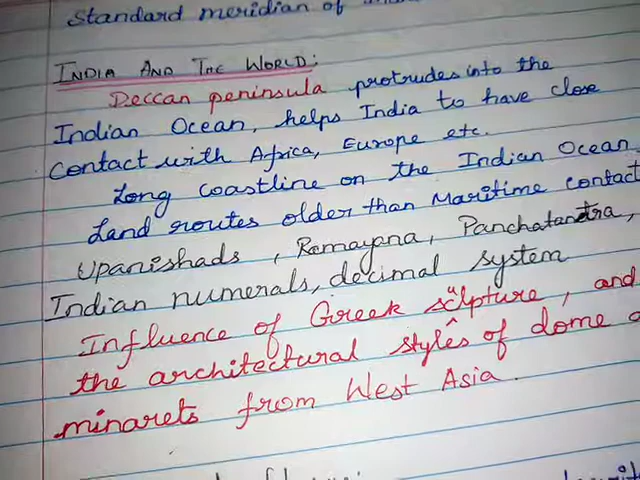 Standard meridian of
INDIA AND THE WORLD:
Deccan peninsula protrudes into the
Indian Ocean, helps India to have close
contact with Africa, Europe etc.
Long coastline on the Indian Ocean.
Land routes older than Maritime contact
Upanishads, Ramayana, Panchatantra,
Indian numerals, decimal system
Influence of Greek sculpture, and
the architectural styles of dome
minarets from West Asia.